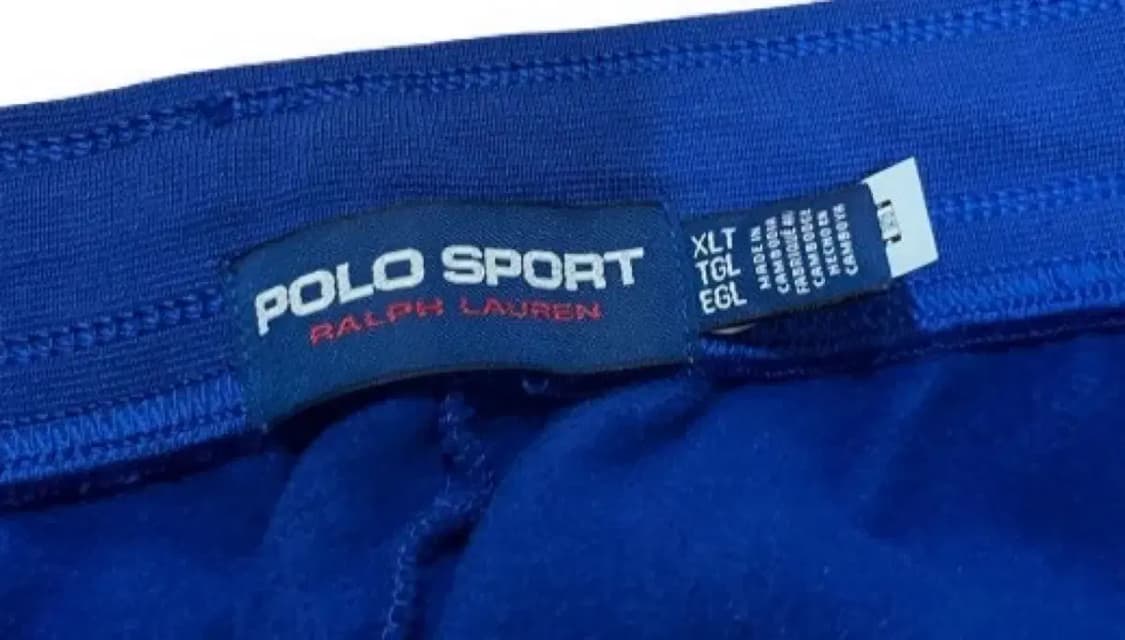 POLO SPORT
RALPH LAUREN
XLT
TGL
EGL
MADE IN
CAMBODIA
FABRIQUÉ AU
CAMBODGE
HECHO EN
CAMBOYA